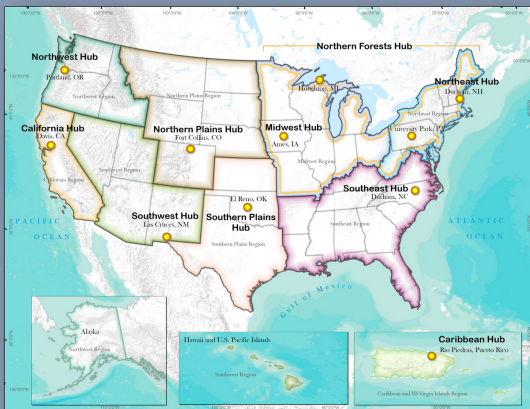 Northern Forests Hub
Northwest Hub
Portland, OR
Northwest Region
Northern Plains Region
Houghton, MI
Northeast Hub
Durham, NH
Northeast Region
California Hub
Davis, CA
California Region
Northern Plains Hub
Fort Collins, CO
Midwest Hub
Ames, IA
Midwest Region
University Park, PA
Southwest Region
Southeast Hub
Durham, NC
Southeast Region
El Reno, OK
Southern Plains
Hub
Southern Plains Region
Southwest Hub
Las Cruces, NM
PACIFIC
OCEAN
ATLANTIC
OCEAN
Gulf of Mexico
Alaska
Northwest Region
Hawaii and U.S. Pacific Islands
Southwest Region
Caribbean Hub
Rio Piedras, Puerto Rico
Caribbean and US Virgin Islands Region